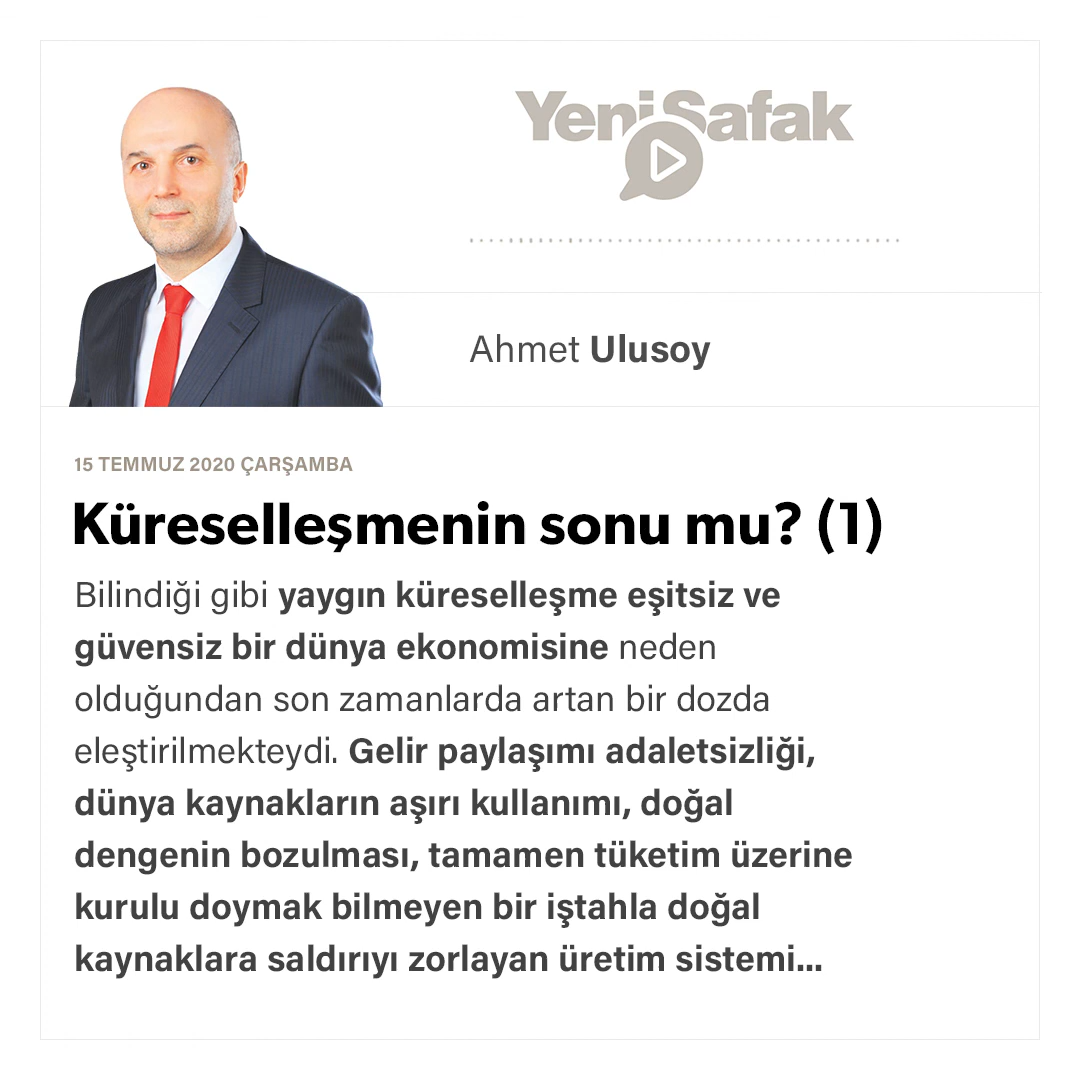 YeniSafak
Ahmet Ulusoy
15 TEMMUZ 2020 ÇARŞAMBA
Küreselleşmenin sonu mu? (1)
Bilindiği gibi yaygın küreselleşme eşitsiz ve
güvensiz bir dünya ekonomisine neden
olduğundan son zamanlarda artan bir dozda
eleştirilmekteydi. Gelir paylaşımı adaletsizliği,
dünya kaynakların aşırı kullanımı, doğal
dengenin bozulması, tamamen tüketim üzerine
kurulu doymak bilmeyen bir iştahla doğal
kaynaklara saldırıyı zorlayan üretim sistemi...